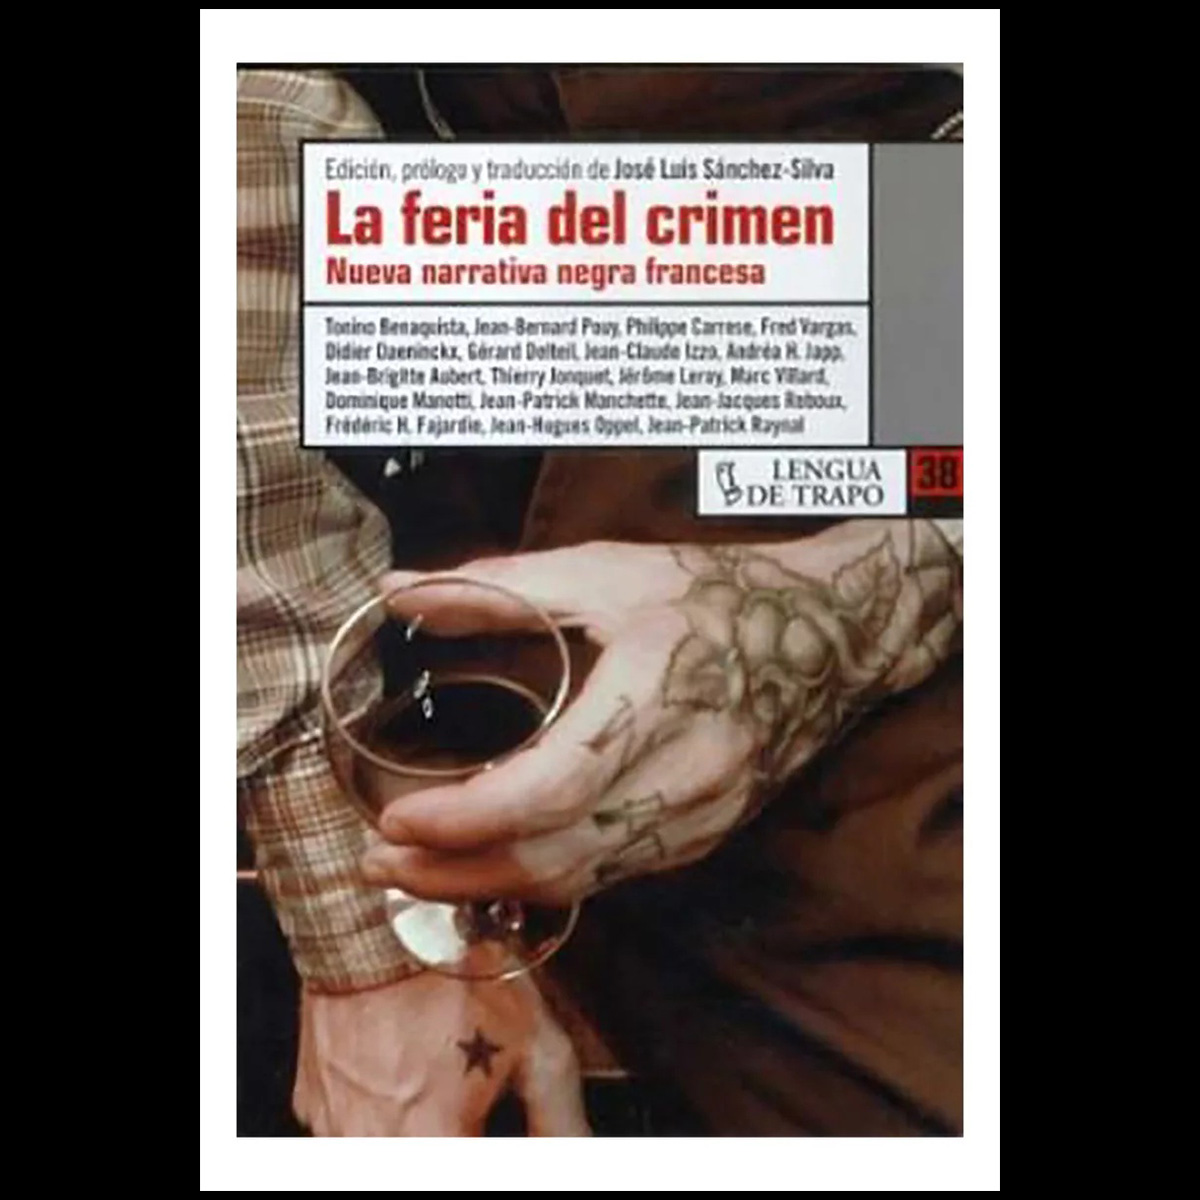 Edición, prólogo y traducción de José Luis Sánchez-Silva
La feria del crimen
Nueva narrativa negra francesa
Tonino Benaquista, Jean-Bernard Pouy, Philippe Carrese, Fred Vargas,
Didier Daeninckx, Gérard Delteil, Jean-Claude Izzo, Andréa H. Japp,
Jean-Brigitte Aubert, Thierry Jonquet, Jérôme Leroy, Marc Villard,
Dominique Manotti, Jean-Patrick Manchette, Jean-Jacques Reboux,
Frédéric H. Fajardie, Jean-Hugues Oppel, Jean-Patrick Raynal
LENGUA
DE TRAPO
38